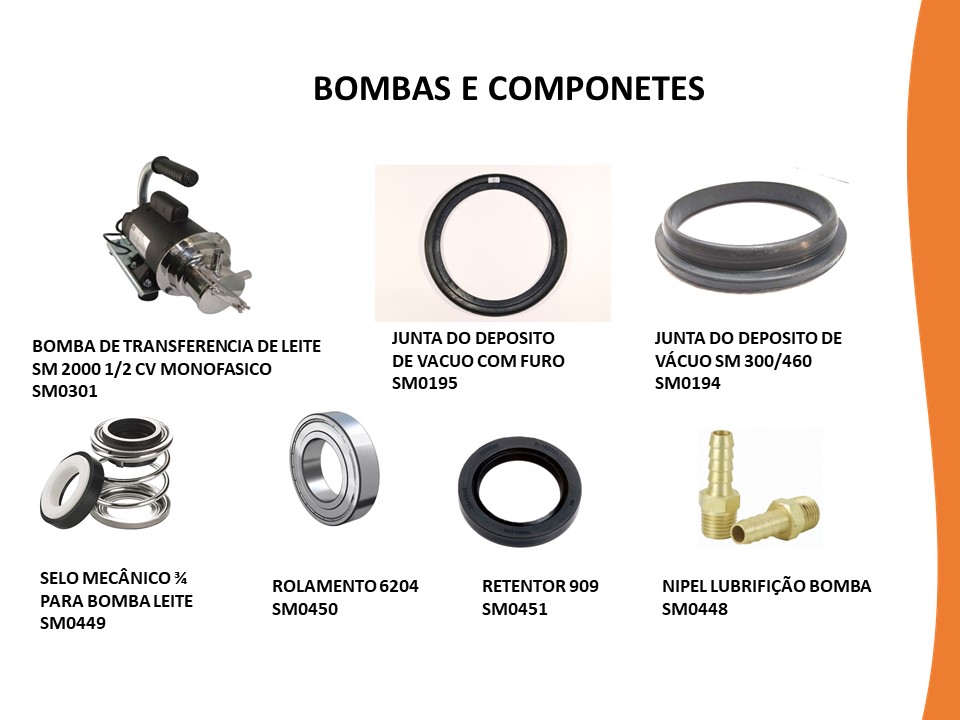 BOMBAS E COMPONETES
BOMBA DE TRANSFERENCIA DE LEITE
SM 2000 1/2 CV MONOFASICO
SM0301
JUNTA DO DEPOSITO
DE VACUO COM FURO
SM0195
JUNTA DO DEPOSITO DE
VÁCUO SM 300/460
SM0194
SELO MECÂNICO ¾
PARA BOMBA LEITE
SM0449
ROLAMENTO 6204
SM0450
RETENTOR 909
SM0451
NIPEL LUBRIFIÇÃO BOMBA
SM0448